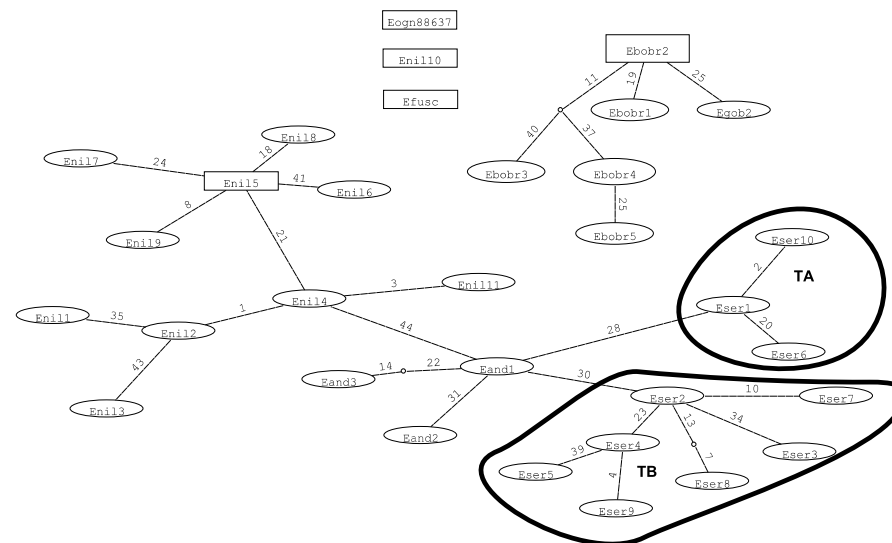 Eogn88637
Enil10
Efusc
Ebobr2
11
19
25
Ebobr1
Egob2
40
37
Ebobr3
Ebobr4
25
Ebobr5
Enil8
Enil7
24
18
Enil5
41
Enil6
8
Enil9
21
Eser10
2
TA
Eser1
20
Eser6
3
Enil11
Enil4
Enil1
35
Enil2
1
44
28
43
Enil3
14
22
Eand3
Eand1
30
31
Eand2
Eser2
10
Eser7
23
13
34
Eser4
Eser3
39
4
7
TB
Eser5
Eser8
Eser9